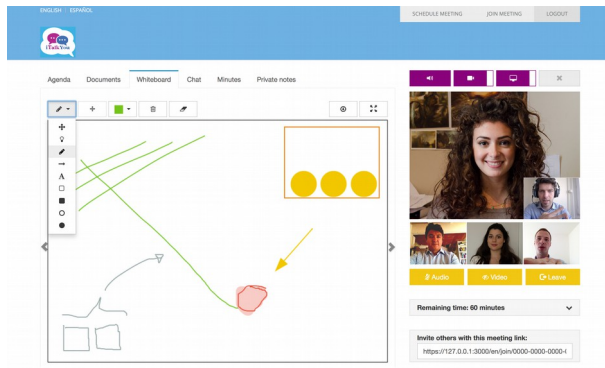 ENGLISH ESPAÑOL
SCHEDULE MEETING JOIN MEETING LOGOUT
iTalkYou
Agenda Documents Whiteboard Chat Minutes Private notes
A
Audio Video Leave
Remaining time: 60 minutes
Invite others with this meeting link:
https://127.0.0.1:3000/en/join/0000-0000-0000-